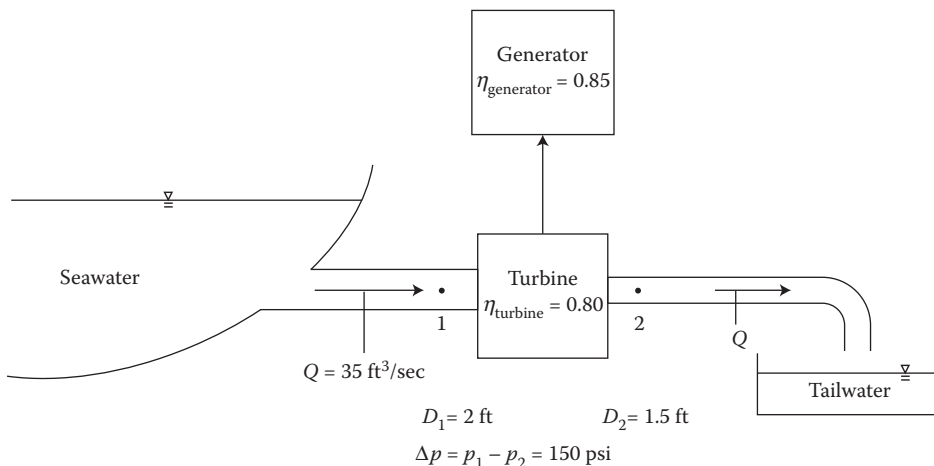 Generator
η_generator = 0.85
Seawater
Turbine
η_turbine = 0.80
1
2
Q
Q = 35 ft³/sec
Tailwater
D₁= 2 ft
D₂= 1.5 ft
Δp = p₁ – p₂ = 150 psi